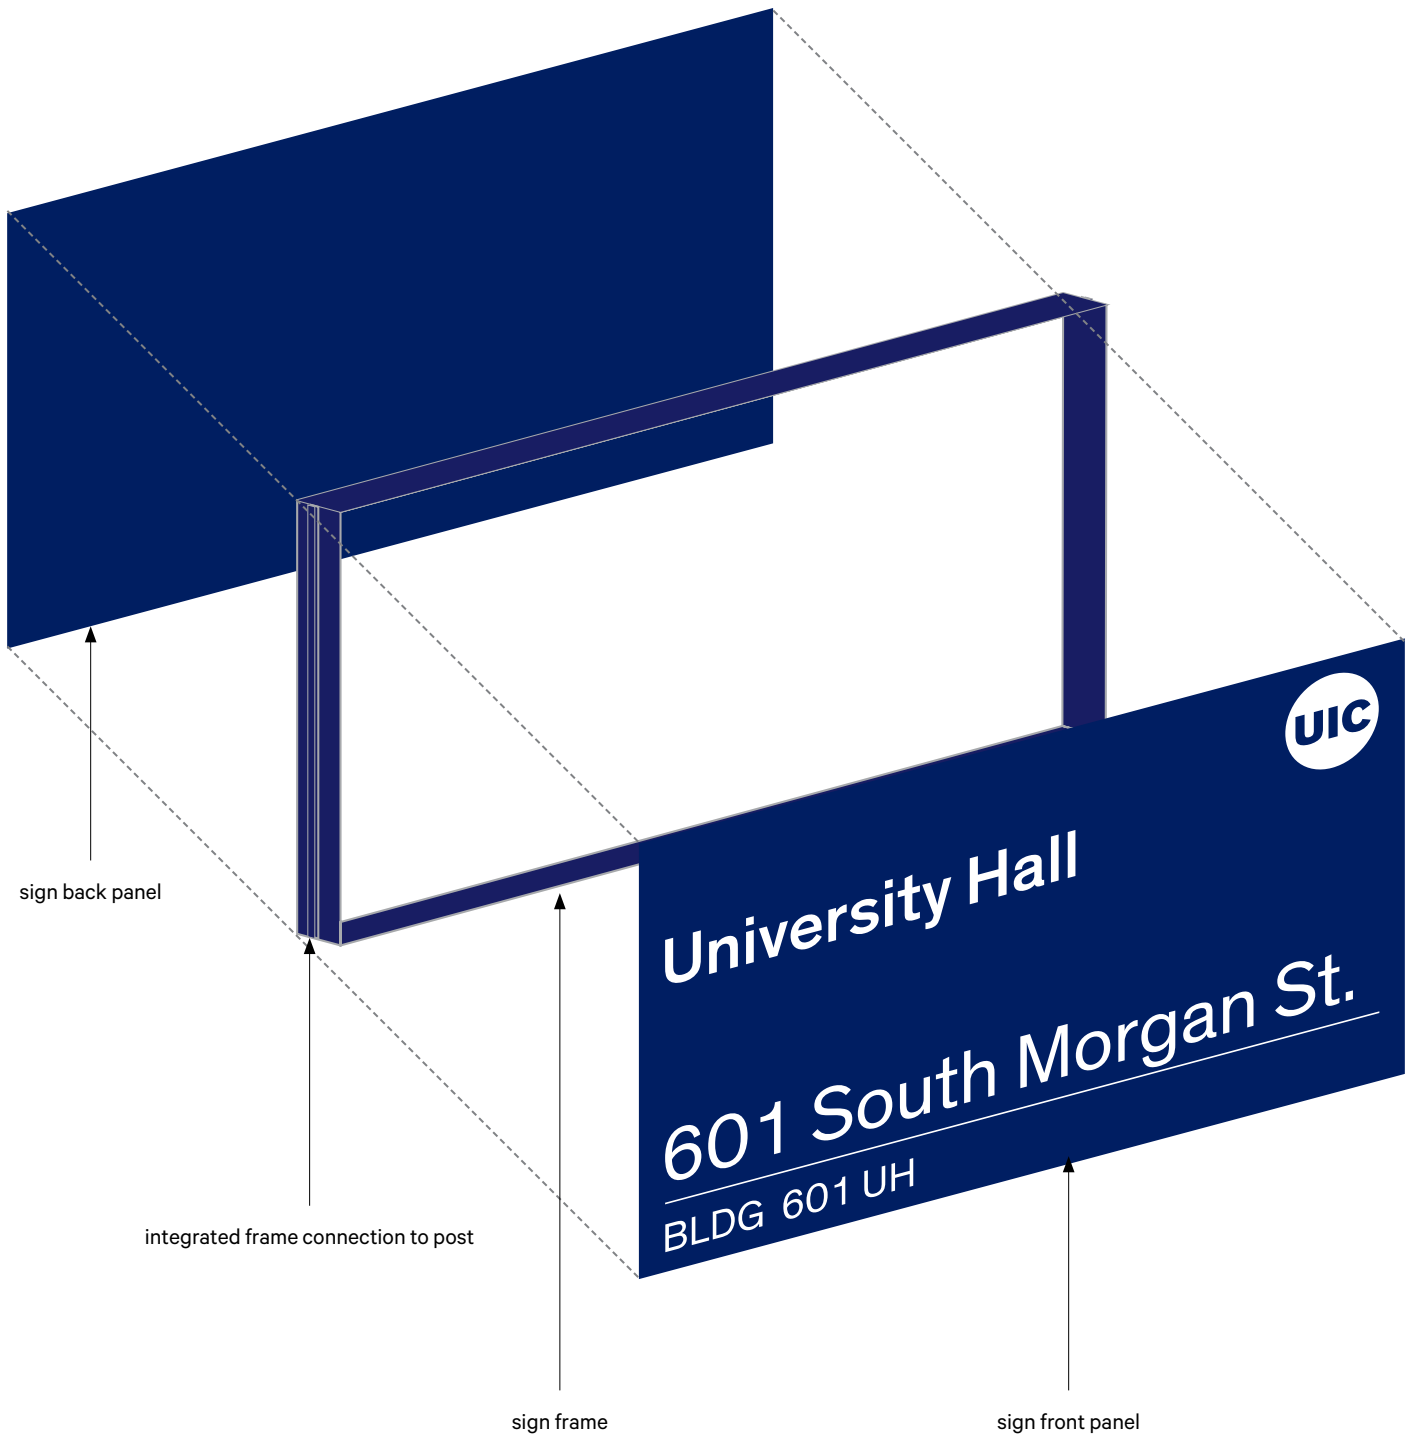 UIC
University Hall
601 South Morgan St.
BLDG 601 UH
sign back panel
integrated frame connection to post
sign frame
sign front panel